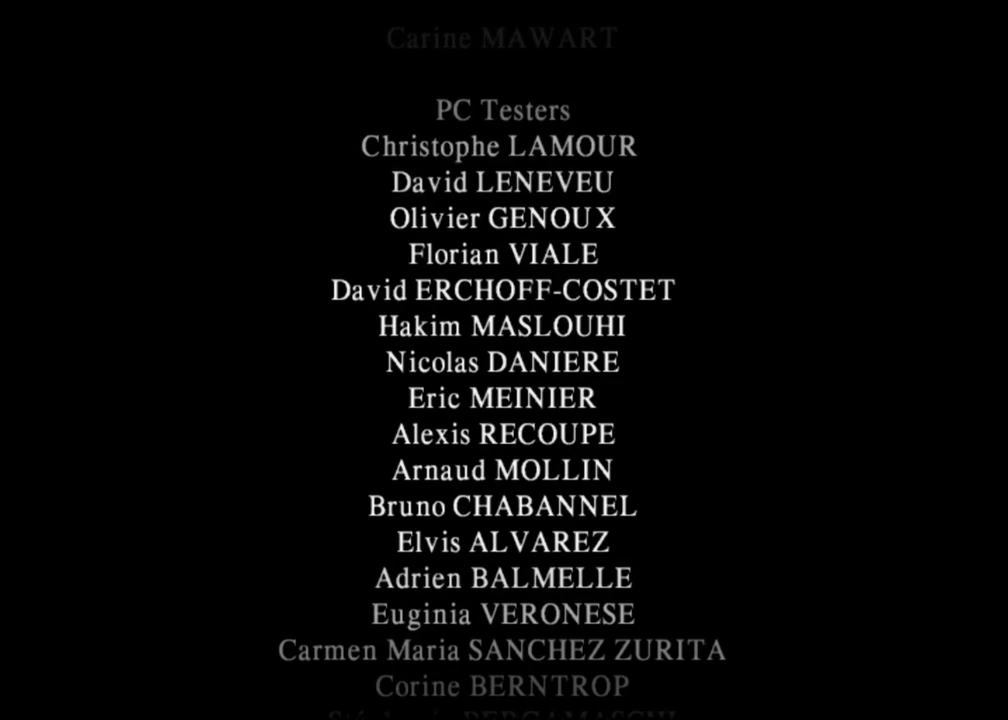 Carine MAWART
PC Testers
Christophe LAMOUR
David LENEVEU
Olivier GENOUX
Florian VIALE
David ERCHOFF-COSTET
Hakim MASLOUHI
Nicolas DANIERE
Eric MEINIER
Alexis RECOUPE
Arnaud MOLLIN
Bruno CHABANNEL
Elvis ALVAREZ
Adrien BALMELLE
Euginia VERONESE
Carmen Maria SANCHEZ ZURITA
Corine BERNTROP